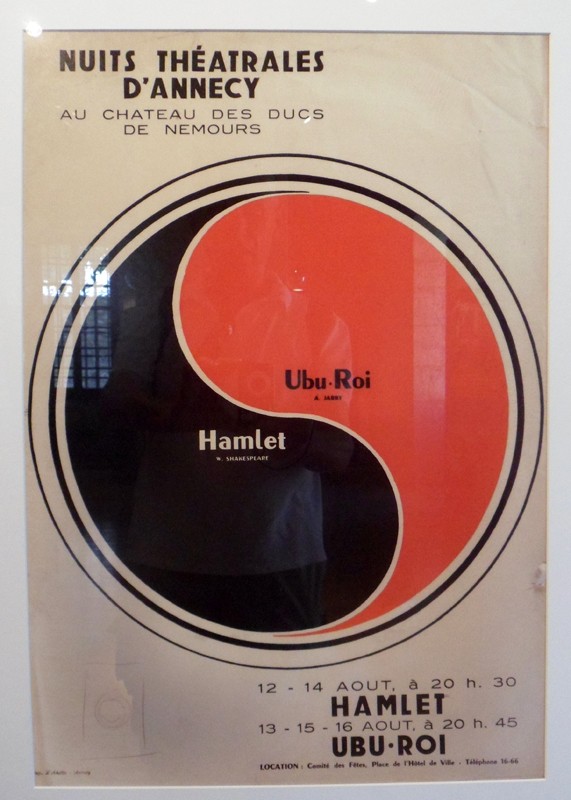 NUITS THÉATRALES
D'ANNECY
AU CHATEAU DES DUCS
DE NEMOURS
Ubu·Roi
A. JARRY
Hamlet
W. SHAKESPEARE
12 - 14 AOUT, à 20 h. 30
HAMLET
13 - 15 - 16 AOUT, à 20 h. 45
UBU·ROI
LOCATION : Comité des Fêtes, Place de l'Hôtel de Ville - Téléphone 16-66